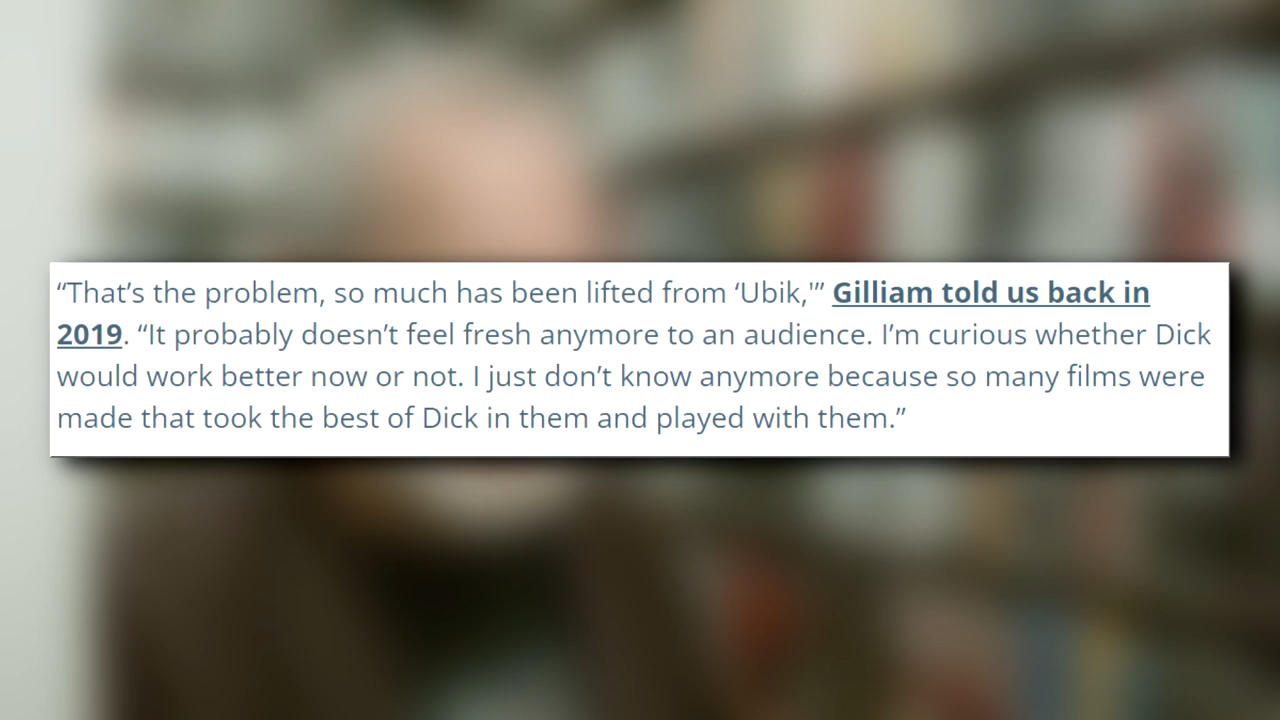 “That’s the problem, so much has been lifted from ‘Ubik,'” Gilliam told us back in
2019. “It probably doesn’t feel fresh anymore to an audience. I’m curious whether Dick
would work better now or not. I just don’t know anymore because so many films were
made that took the best of Dick in them and played with them.”